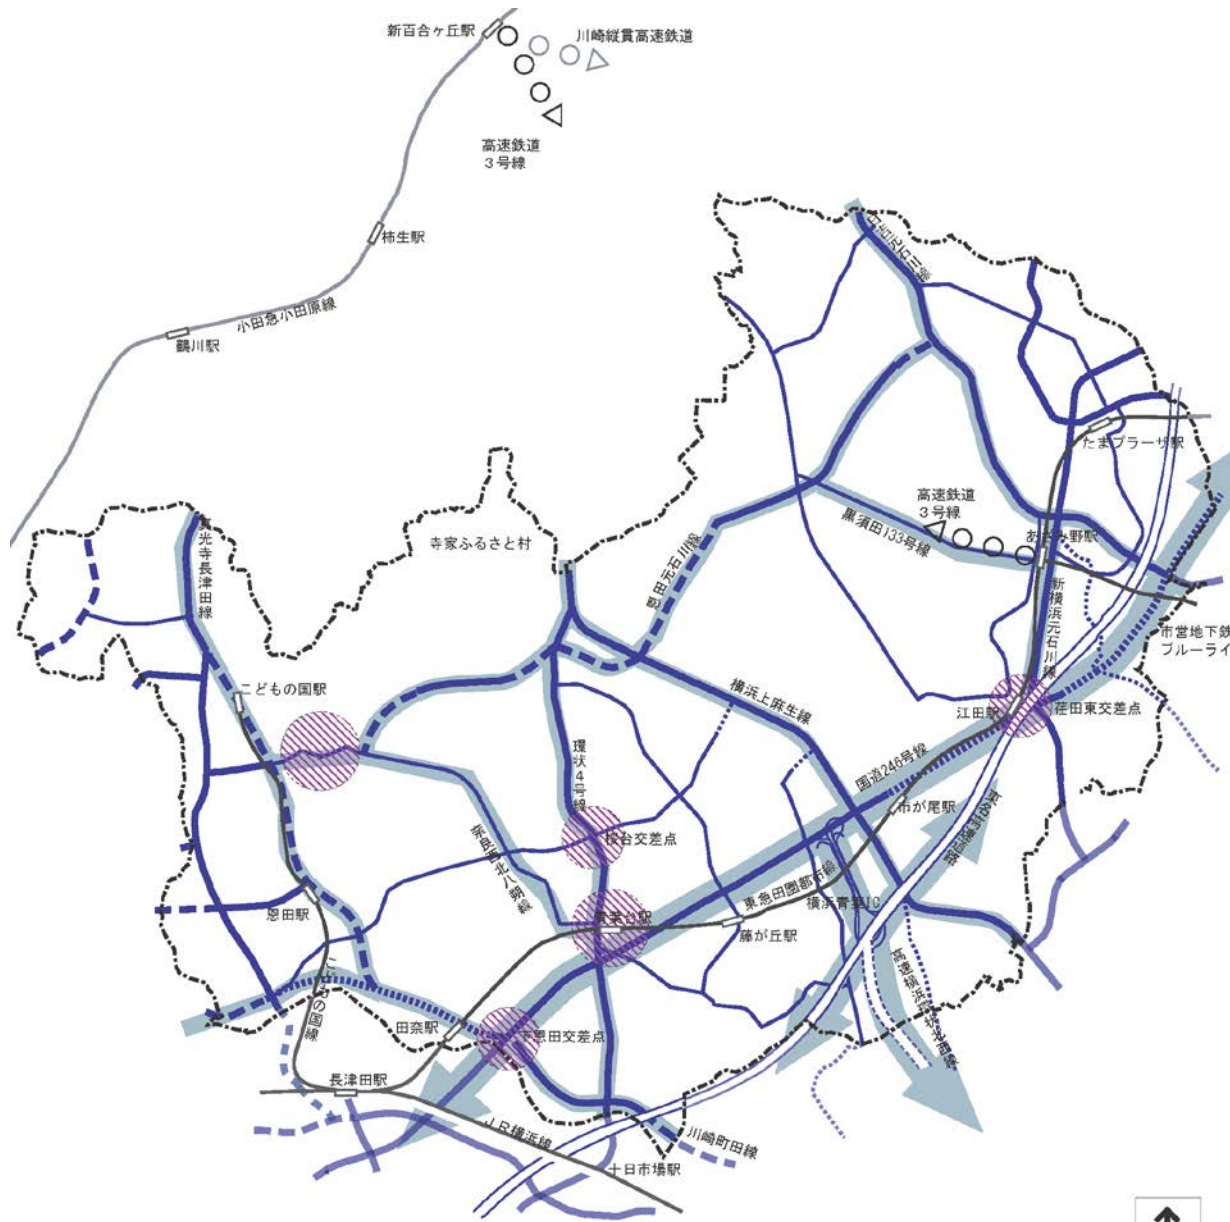 新百合ヶ丘駅
川崎縦貫高速鉄道
高速鉄道
３号線
柿生駅
小田急小田原線
鶴川駅
日吉元石川線
たまプラーザ駅
高速鉄道
３号線
黒須田133号線
あざみ野駅
寺家ふるさと村
恩田元石川線
真光寺長津田線
新横浜元石川線
市営地下鉄
ブルーライ
こどもの国駅
横浜上麻生線
江田駅
荏田東交差点
環状４号線
国道246号線
市が尾駅
東名高速道路
桜台交差点
奈良西八朔線
東急田園都市線
横浜青葉IC
恩田駅
青葉台駅
藤が丘駅
高速横浜環状北西線
こどもの国線
田奈駅
下恩田交差点
長津田駅
ＪＲ横浜線
川崎町田線
十日市場駅